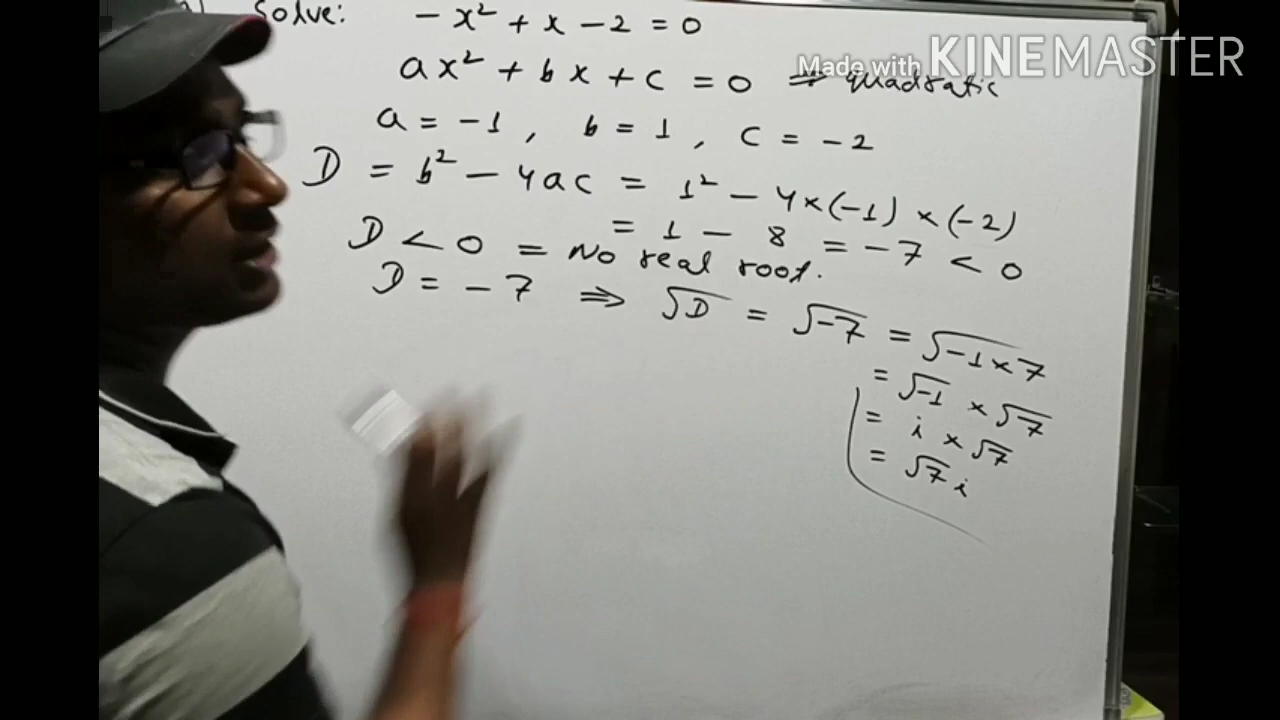 Solve: -x² + x - 2 = 0
Made with KINEMASTER
ax² + bx + c = 0 ⇒ quadratic
a = -1, b = 1, c = -2
D = b² - 4ac = 1² - 4×(-1)×(-2)
= 1 - 8 = -7 < 0
D < 0 = No real root.
D = -7 ⇒ √D = √-7 = √-1×7
= √-1 × √7
= i × √7
= √7 i